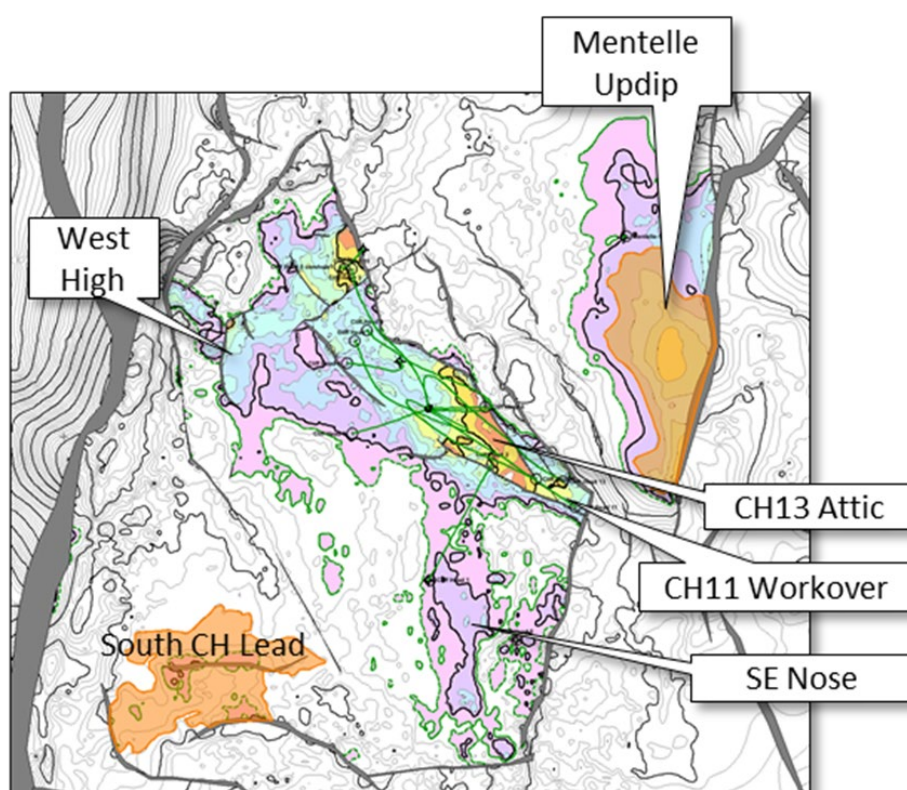 Mentelle
Updip
West
High
CH13 Attic
CH11 Workover
South CH Lead
SE Nose